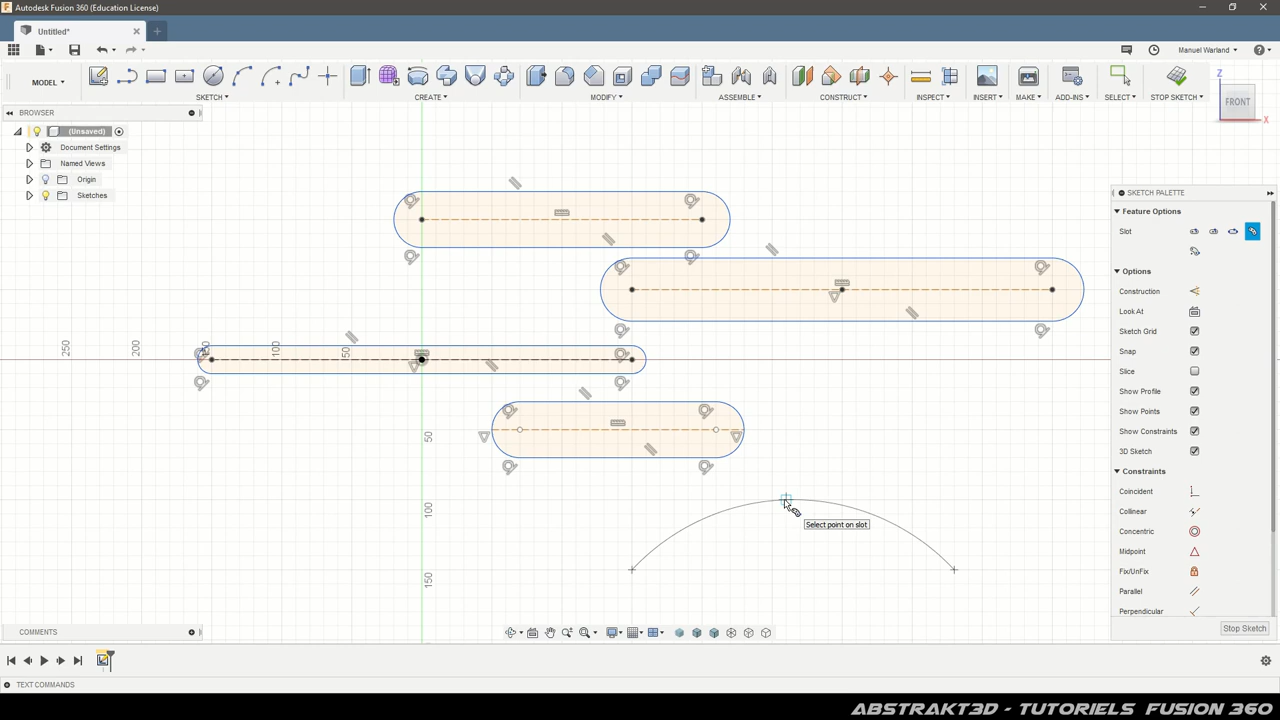 Autodesk Fusion 360 (Education License)
Untitled*
Manuel Warland
MODEL
SKETCH
CREATE
MODIFY
ASSEMBLE
CONSTRUCT
INSPECT
INSERT
MAKE
ADD-INS
SELECT
STOP SKETCH
Z
FRONT
X
BROWSER
(Unsaved)
Document Settings
Named Views
Origin
Sketches
250
200
150
100
50
50
100
150
Select point on slot
SKETCH PALETTE
Feature Options
Slot
Options
Construction
Look At
Sketch Grid
Snap
Slice
Show Profile
Show Points
Show Constraints
3D Sketch
Constraints
Coincident
Collinear
Concentric
Midpoint
Fix/UnFix
Parallel
Perpendicular
Stop Sketch
COMMENTS
TEXT COMMANDS
ABSTRAKT3D - TUTORIELS FUSION 360